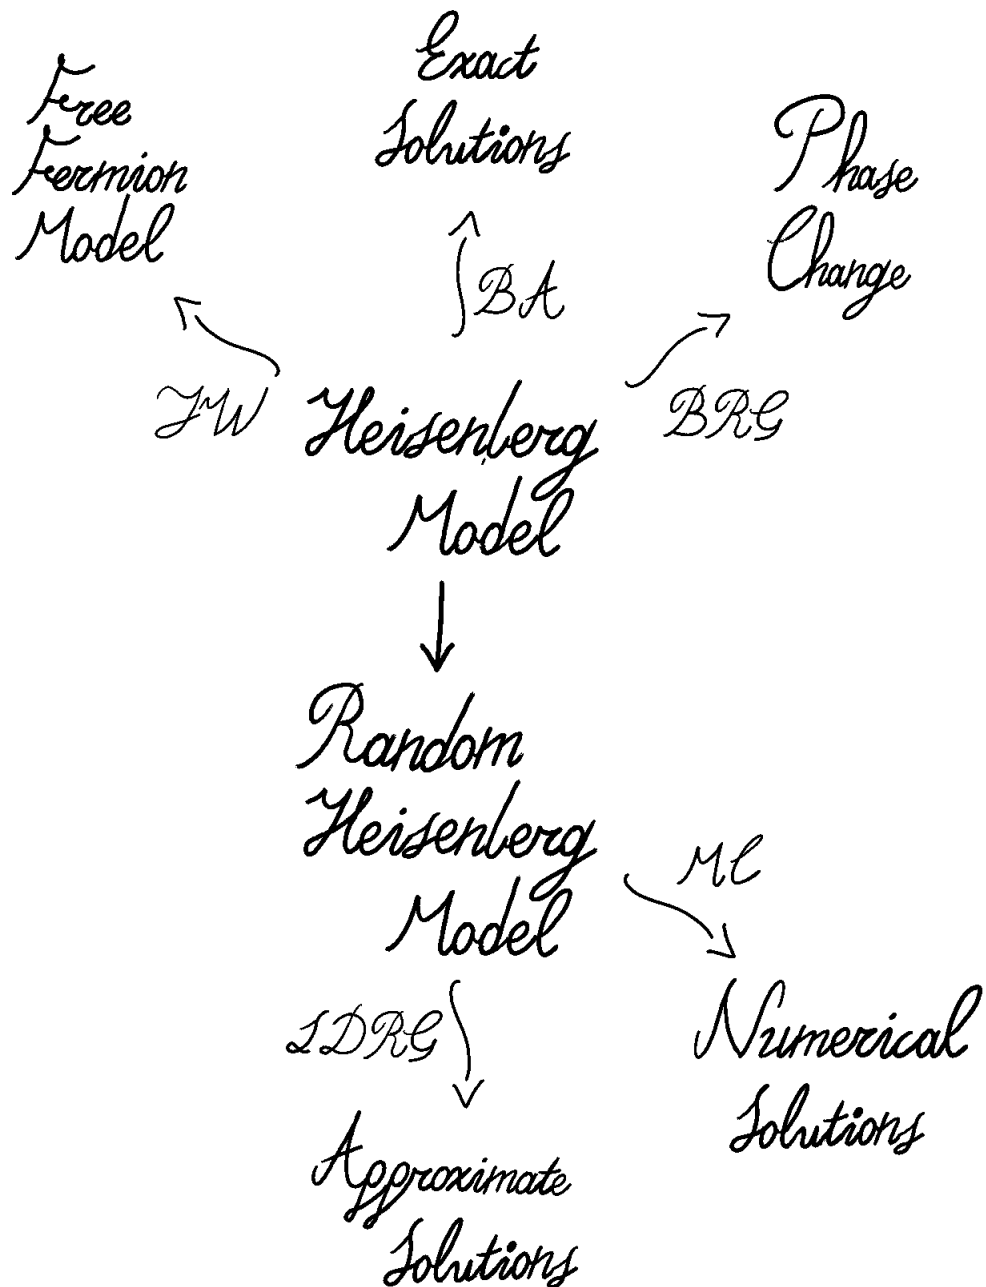 Free
Fermion
Model
Exact
Solutions
Phase
Change
JW
BA
BRG
Heisenberg
Model
Random
Heisenberg
Model
MC
Numerical
Solutions
SDRG
Approximate
Solutions